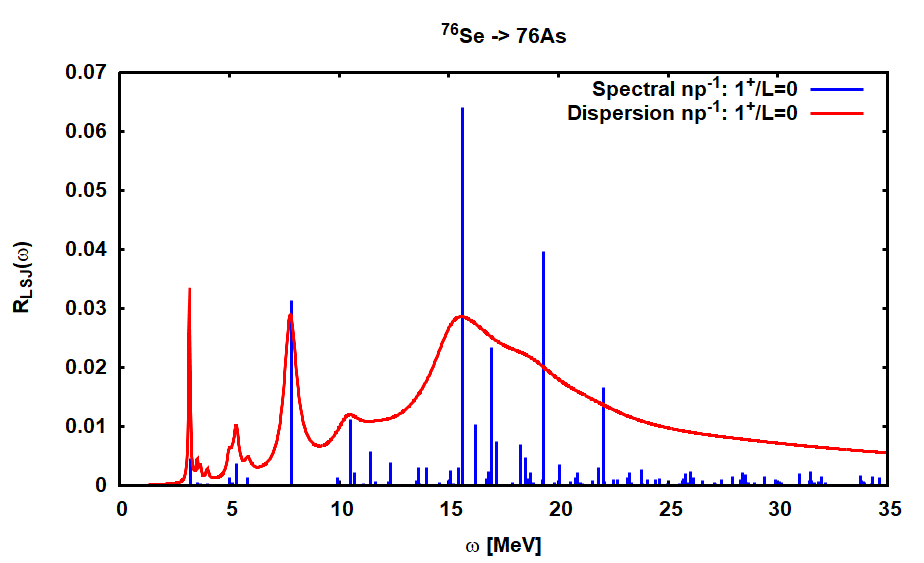 ⁷⁶Se -> 76As
Spectral np⁻¹: 1⁺/L=0
Dispersion np⁻¹: 1⁺/L=0
R_LSJ(ω)
0.07
0.06
0.05
0.04
0.03
0.02
0.01
0
0 5 10 15 20 25 30 35
ω [MeV]